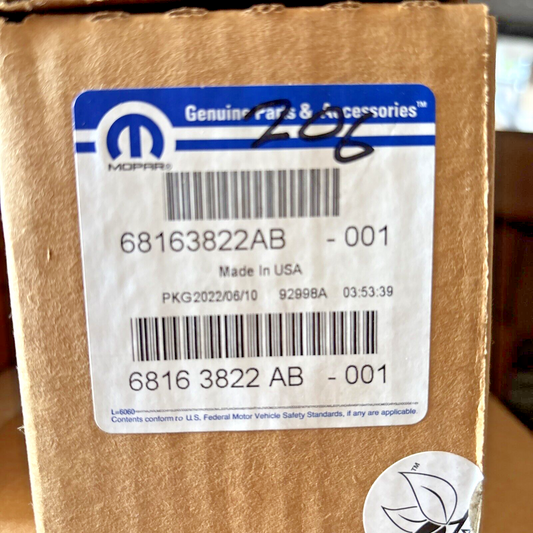 Genuine Parts & Accessories™
206
MOPAR®
68163822AB - 001
Made In USA
PKG2022/06/10 92998A 03:53:39
6816 3822 AB - 001
L=6060
Contents conform to U.S. Federal Motor Vehicle Safety Standards, if any are applicable.
TM